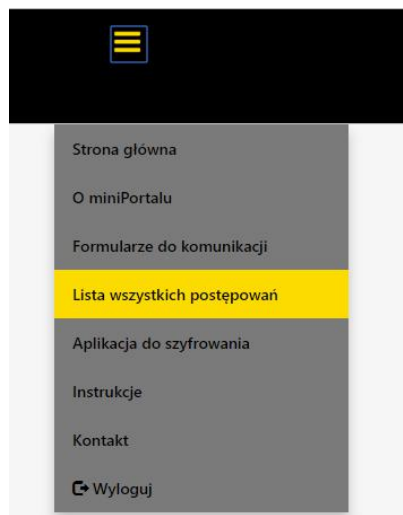 Strona główna
O miniPortalu
Formularze do komunikacji
Lista wszystkich postępowań
Aplikacja do szyfrowania
Instrukcje
Kontakt
Wyloguj